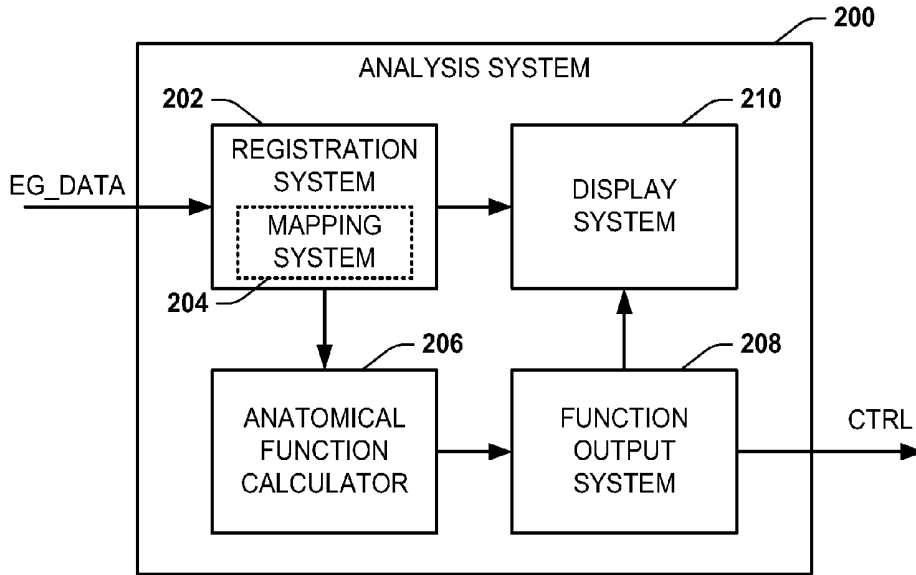 200
ANALYSIS SYSTEM
202
210
REGISTRATION
SYSTEM
EG_DATA
MAPPING
SYSTEM
DISPLAY
SYSTEM
204
206
208
ANATOMICAL
FUNCTION
CALCULATOR
FUNCTION
OUTPUT
SYSTEM
CTRL